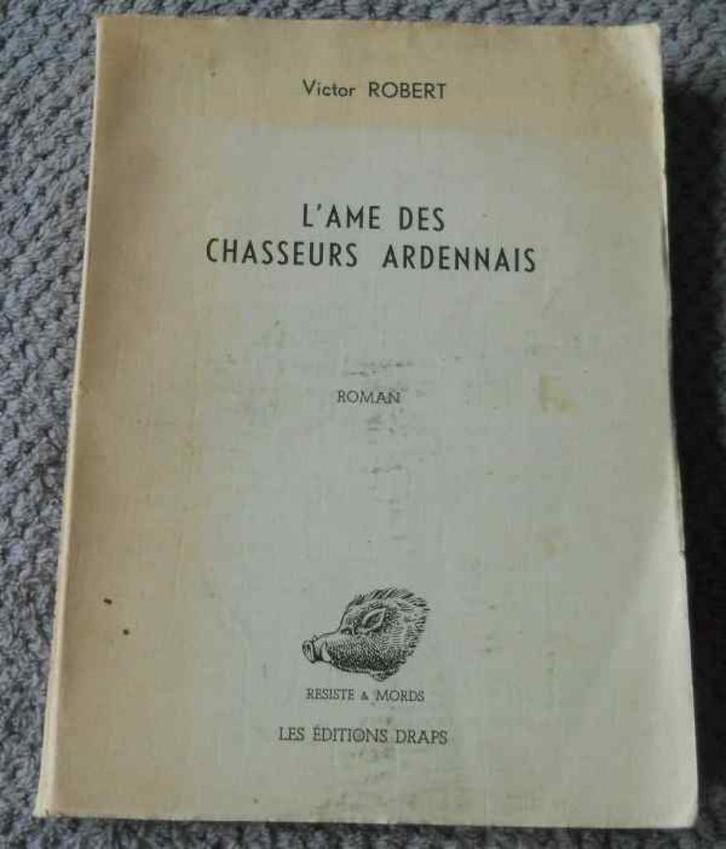 Victor ROBERT
L'AME DES
CHASSEURS ARDENNAIS
ROMAN
RESISTE & MORDS
LES ÉDITIONS DRAPS